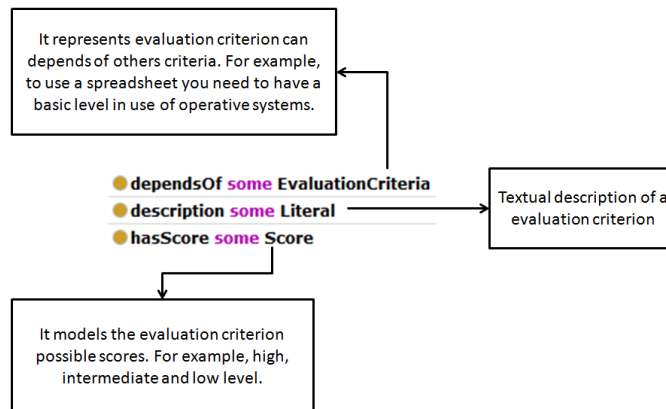 It represents evaluation criterion can
depends of others criteria. For example,
to use a spreadsheet you need to have a
basic level in use of operative systems.
dependsOf some EvaluationCriteria
description some Literal
hasScore some Score
Textual description of a
evaluation criterion
It models the evaluation criterion
possible scores. For example, high,
intermediate and low level.